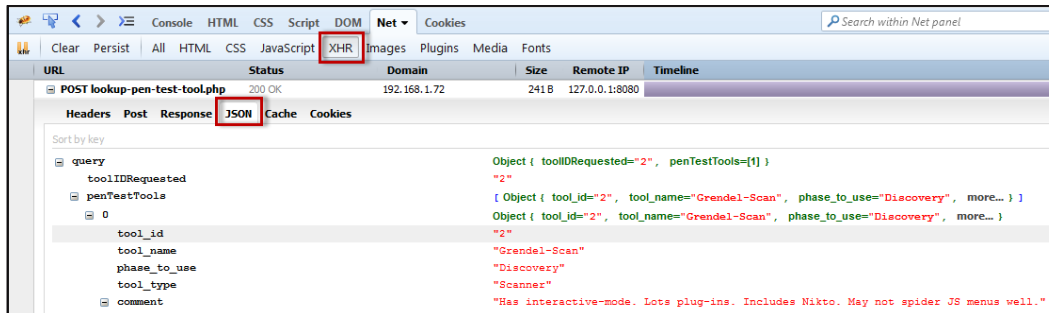 Console HTML CSS Script DOM Net Cookies Search within Net panel
xhr Clear Persist All HTML CSS JavaScript XHR Images Plugins Media Fonts
URL Status Domain Size Remote IP Timeline
POST lookup-pen-test-tool.php 200 OK 192.168.1.72 241 B 127.0.0.1:8080
Headers Post Response JSON Cache Cookies
Sort by key
query Object { toolIDRequested="2", penTestTools=[1] }
toolIDRequested "2"
penTestTools [ Object { tool_id="2", tool_name="Grendel-Scan", phase_to_use="Discovery", more... } ]
0 Object { tool_id="2", tool_name="Grendel-Scan", phase_to_use="Discovery", more... }
tool_id "2"
tool_name "Grendel-Scan"
phase_to_use "Discovery"
tool_type "Scanner"
comment "Has interactive-mode. Lots plug-ins. Includes Nikto. May not spider JS menus well."